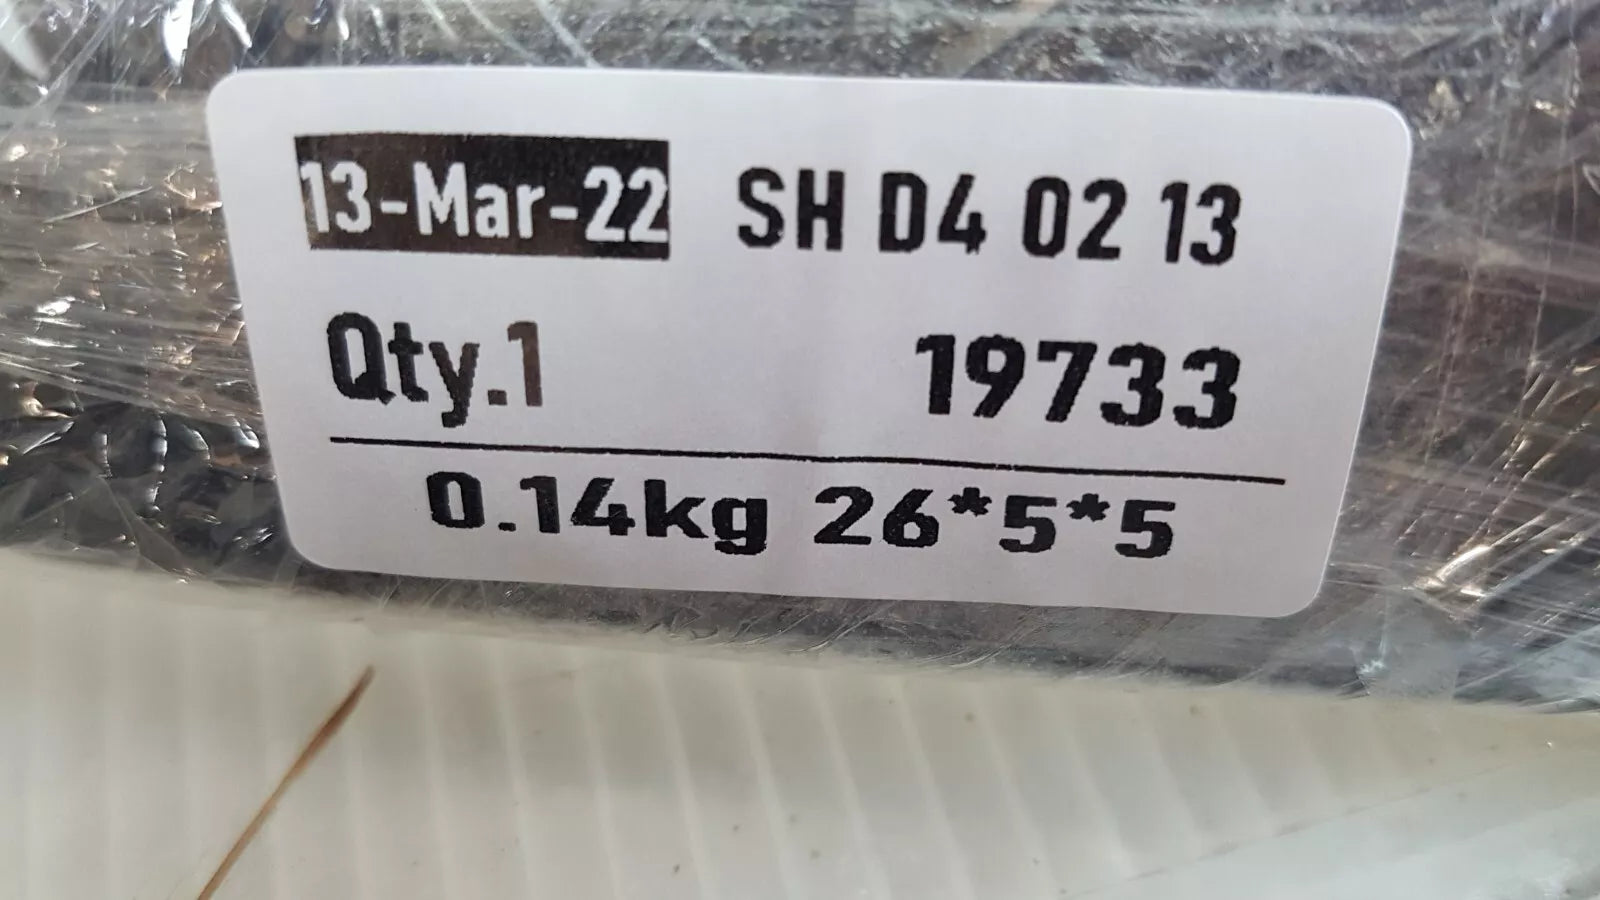 13-Mar-22 SH D4 02 13
Qty.1 19733
0.14kg 26*5*5